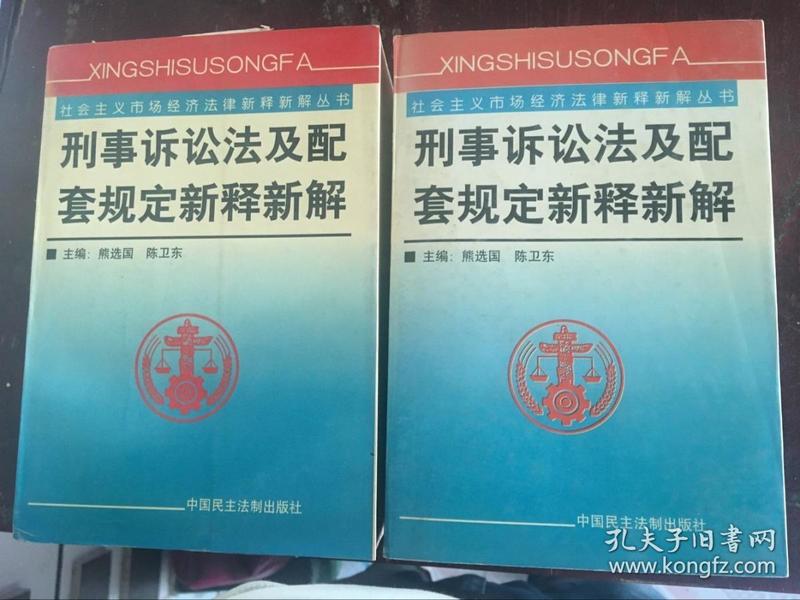 XINGSHISUSONGFA
社会主义市场经济法律新释新解丛书
刑事诉讼法及配
套规定新释新解
■ 主编：熊选国 陈卫东
中国民主法制出版社
XINGSHISUSONGFA
社会主义市场经济法律新释新解丛书
刑事诉讼法及配
套规定新释新解
■ 主编：熊选国 陈卫东
中国民主法制出版社
孔夫子旧书网
www.kongfz.com